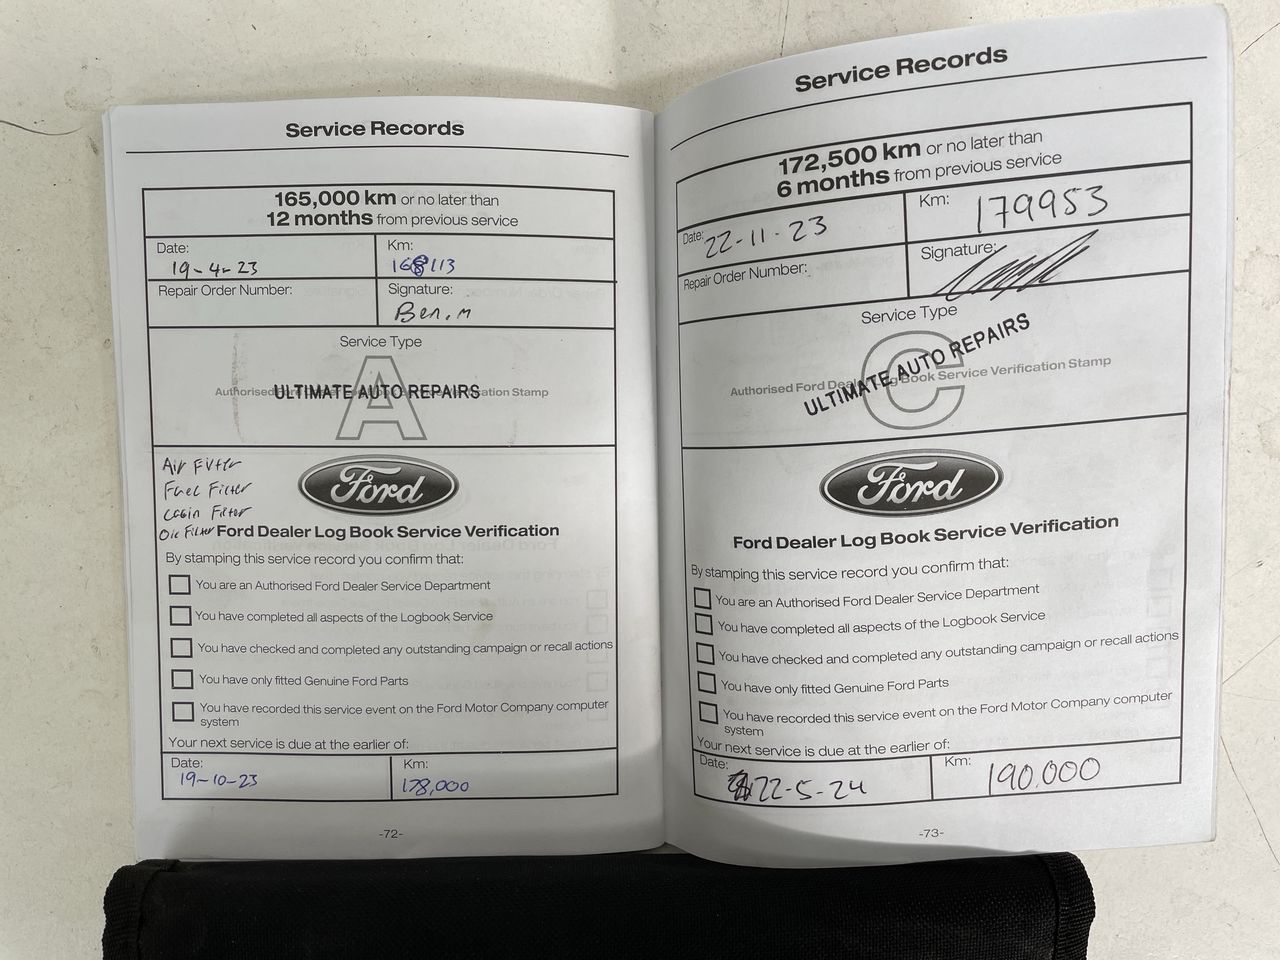 Service Records
165,000 km or no later than
12 months from previous service
Date:
19-4-23
Km:
168113
Repair Order Number:
Signature:
Ben.m
Service Type
A
Authorised Ford Dealer Log Book Service Verification Stamp
ULTIMATE AUTO REPAIRS
Air Filter
Fuel Filter
Cabin Filter
Oil Filter
Ford
Ford Dealer Log Book Service Verification
By stamping this service record you confirm that:
You are an Authorised Ford Dealer Service Department
You have completed all aspects of the Logbook Service
You have checked and completed any outstanding campaign or recall actions
You have only fitted Genuine Ford Parts
You have recorded this service event on the Ford Motor Company computer
system
Your next service is due at the earlier of:
Date:
19-10-23
Km:
178,000
-72-
Service Records
172,500 km or no later than
6 months from previous service
Date:
22-11-23
Km:
179953
Repair Order Number:
Signature:
Service Type
C
Authorised Ford Dealer Log Book Service Verification Stamp
ULTIMATE AUTO REPAIRS
Ford
Ford Dealer Log Book Service Verification
By stamping this service record you confirm that:
You are an Authorised Ford Dealer Service Department
You have completed all aspects of the Logbook Service
You have checked and completed any outstanding campaign or recall actions
You have only fitted Genuine Ford Parts
You have recorded this service event on the Ford Motor Company computer
system
Your next service is due at the earlier of:
Date:
22-5-24
Km:
190,000
-73-